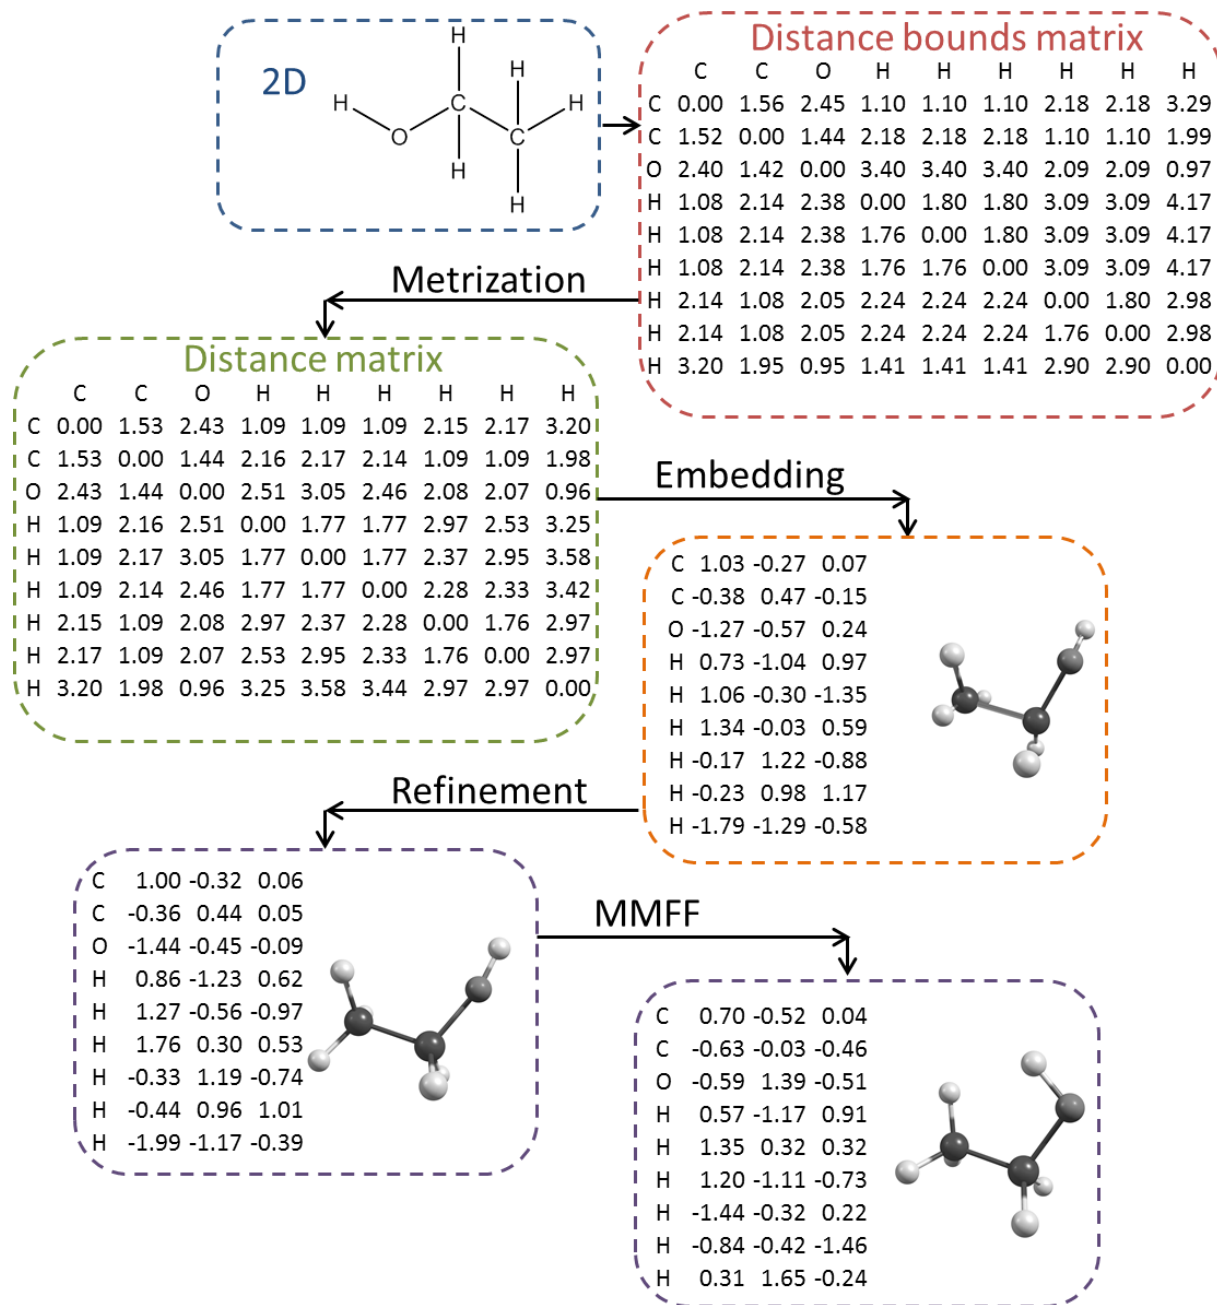 2D
H
H
H
H
C
O
C
H
H
Distance bounds matrix
C C O H H H H H H
C 0.00 1.56 2.45 1.10 1.10 1.10 2.18 2.18 3.29
C 1.52 0.00 1.44 2.18 2.18 2.18 1.10 1.10 1.99
O 2.40 1.42 0.00 3.40 3.40 3.40 2.09 2.09 0.97
H 1.08 2.14 2.38 0.00 1.80 1.80 3.09 3.09 4.17
H 1.08 2.14 2.38 1.76 0.00 1.80 3.09 3.09 4.17
H 1.08 2.14 2.38 1.76 1.76 0.00 3.09 3.09 4.17
H 2.14 1.08 2.05 2.24 2.24 2.24 0.00 1.80 2.98
H 2.14 1.08 2.05 2.24 2.24 2.24 1.76 0.00 2.98
H 3.20 1.95 0.95 1.41 1.41 1.41 2.90 2.90 0.00
Metrization
Distance matrix
C C O H H H H H H
C 0.00 1.53 2.43 1.09 1.09 1.09 2.15 2.17 3.20
C 1.53 0.00 1.44 2.16 2.17 2.14 1.09 1.09 1.98
O 2.43 1.44 0.00 2.51 3.05 2.46 2.08 2.07 0.96
H 1.09 2.16 2.51 0.00 1.77 1.77 2.97 2.53 3.25
H 1.09 2.17 3.05 1.77 0.00 1.77 2.37 2.95 3.58
H 1.09 2.14 2.46 1.77 1.77 0.00 2.28 2.33 3.42
H 2.15 1.09 2.08 2.97 2.37 2.28 0.00 1.76 2.97
H 2.17 1.09 2.07 2.53 2.95 2.33 1.76 0.00 2.97
H 3.20 1.98 0.96 3.25 3.58 3.44 2.97 2.97 0.00
Embedding
C 1.03 -0.27 0.07
C -0.38 0.47 -0.15
O -1.27 -0.57 0.24
H 0.73 -1.04 0.97
H 1.06 -0.30 -1.35
H 1.34 -0.03 0.59
H -0.17 1.22 -0.88
H -0.23 0.98 1.17
H -1.79 -1.29 -0.58
Refinement
C 1.00 -0.32 0.06
C -0.36 0.44 0.05
O -1.44 -0.45 -0.09
H 0.86 -1.23 0.62
H 1.27 -0.56 -0.97
H 1.76 0.30 0.53
H -0.33 1.19 -0.74
H -0.44 0.96 1.01
H -1.99 -1.17 -0.39
MMFF
C 0.70 -0.52 0.04
C -0.63 -0.03 -0.46
O -0.59 1.39 -0.51
H 0.57 -1.17 0.91
H 1.35 0.32 0.32
H 1.20 -1.11 -0.73
H -1.44 -0.32 0.22
H -0.84 -0.42 -1.46
H 0.31 1.65 -0.24